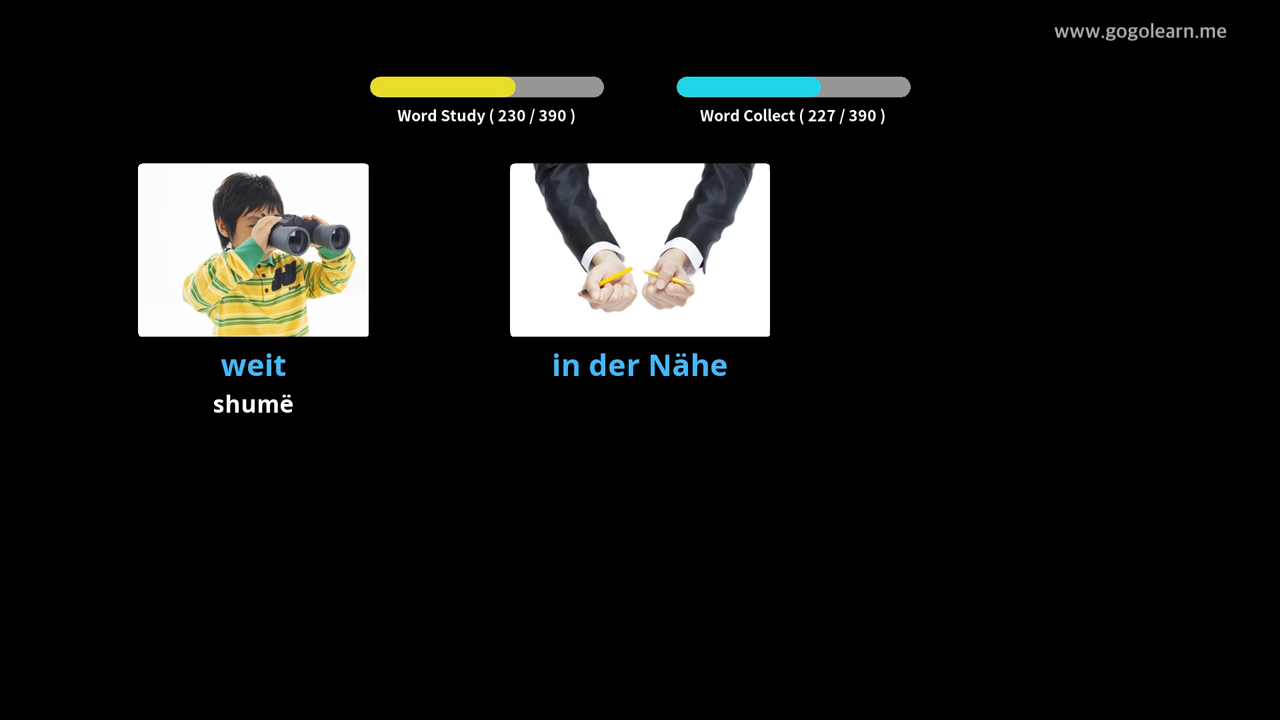 www.gogolearn.me
Word Study ( 230 / 390 )
Word Collect ( 227 / 390 )
weit
shumë
in der Nähe